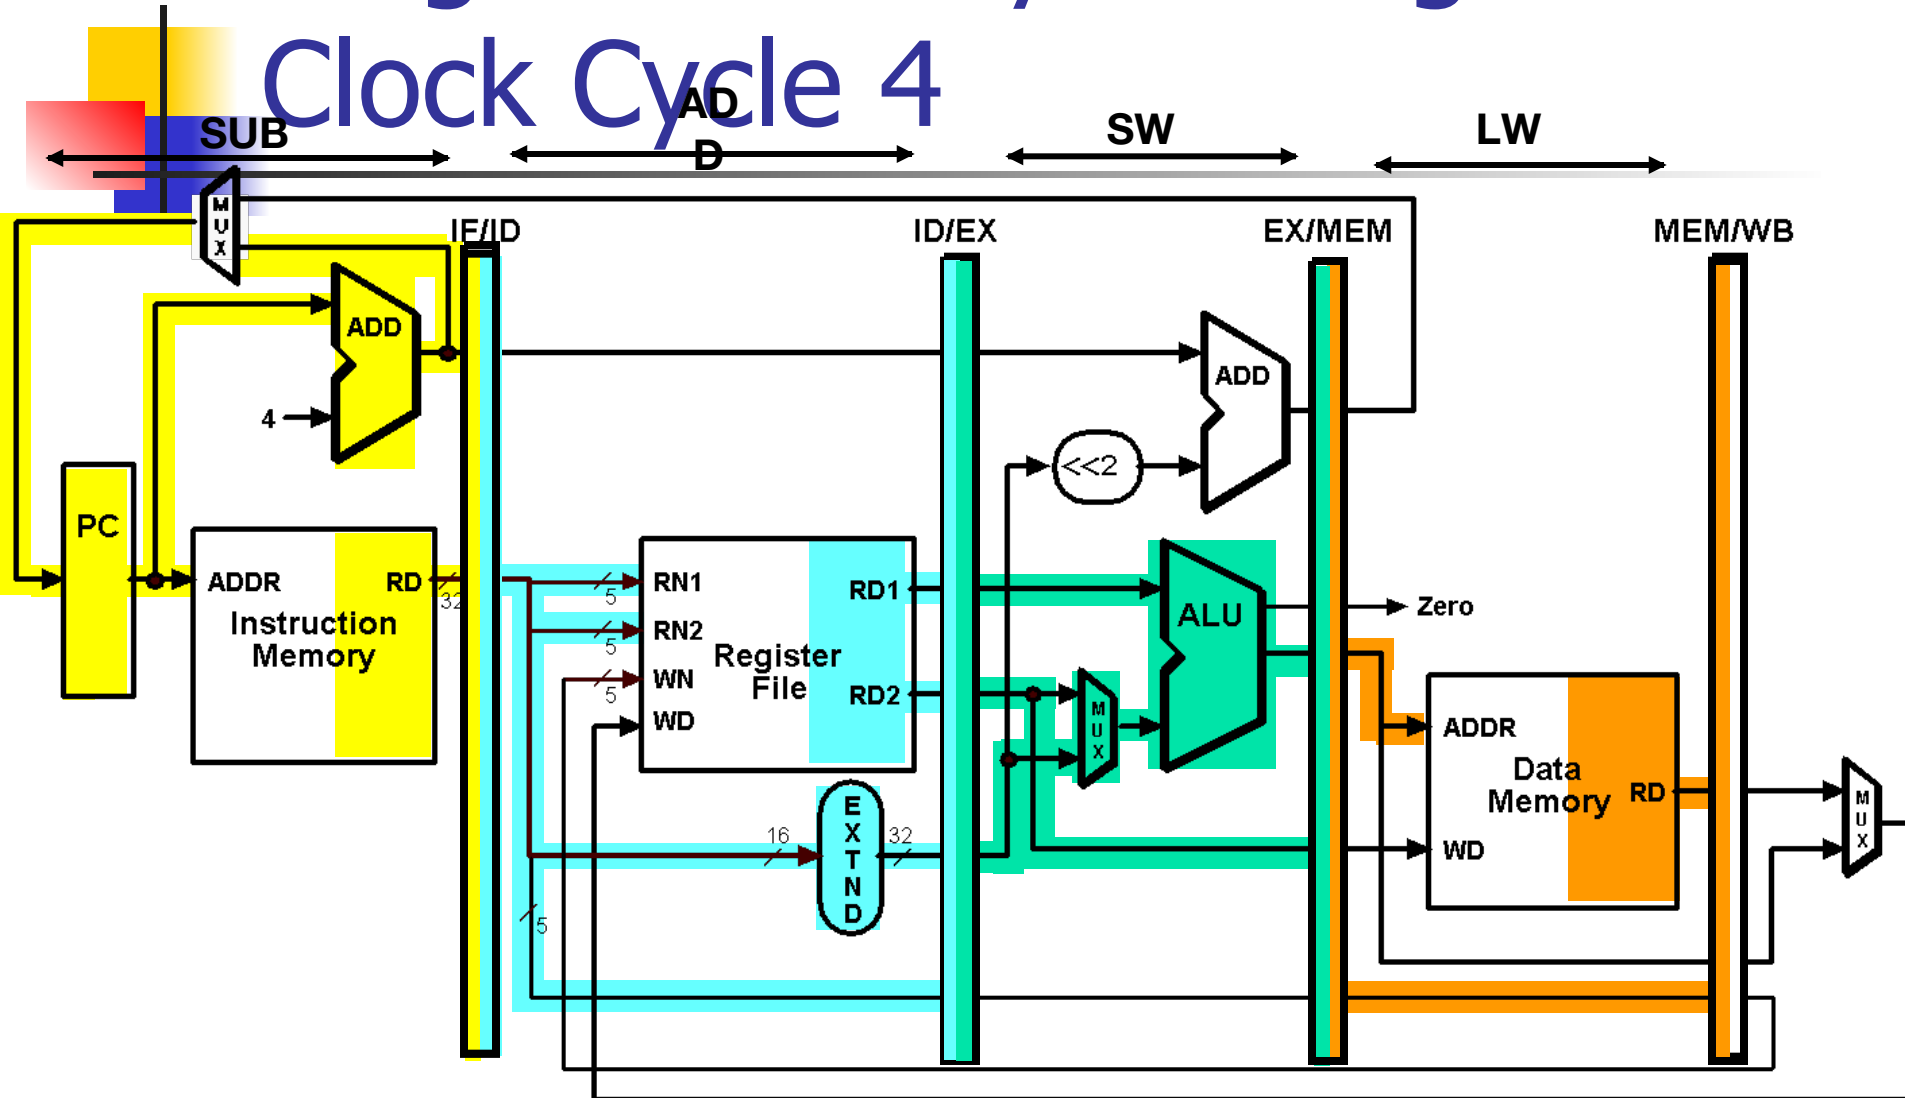 Clock Cycle 4
SUB
AD
D
SW
LW
M
U
X
IF/ID
ID/EX
EX/MEM
MEM/WB
ADD
4
ADD
<<2
PC
ADDR
RD
32
Instruction
Memory
5
RN1
5
RN2
5
WN
WD
RD1
RD2
Register
File
16
E
X
T
N
D
32
5
M
U
X
ALU
Zero
ADDR
Data
Memory
RD
WD
M
U
X